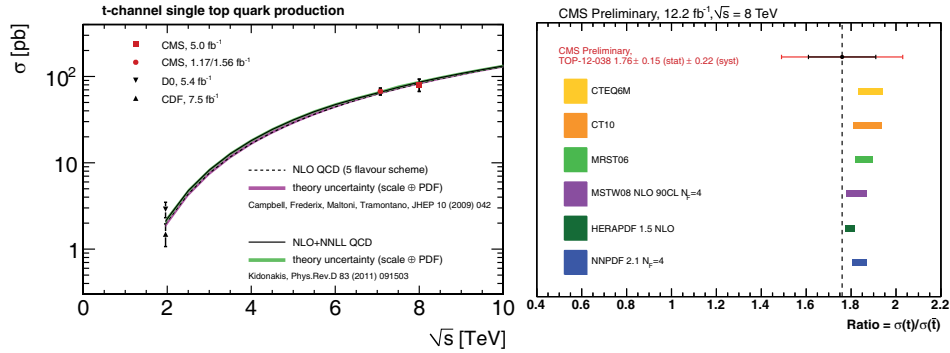 t-channel single top quark production
σ [pb]
CMS, 5.0 fb⁻¹
CMS, 1.17/1.56 fb⁻¹
D0, 5.4 fb⁻¹
CDF, 7.5 fb⁻¹
10²
10
1
NLO QCD (5 flavour scheme)
theory uncertainty (scale ⊕ PDF)
Campbell, Frederix, Maltoni, Tramontano, JHEP 10 (2009) 042
NLO+NNLL QCD
theory uncertainty (scale ⊕ PDF)
Kidonakis, Phys.Rev.D 83 (2011) 091503
0 2 4 6 8 10
√s [TeV]
CMS Preliminary, 12.2 fb⁻¹,√s = 8 TeV
CMS Preliminary,
TOP-12-038 1.76± 0.15 (stat) ± 0.22 (syst)
CTEQ6M
CT10
MRST06
MSTW08 NLO 90CL N_F=4
HERAPDF 1.5 NLO
NNPDF 2.1 N_F=4
0.4 0.6 0.8 1 1.2 1.4 1.6 1.8 2 2.2
Ratio = σ(t)/σ(t̄)